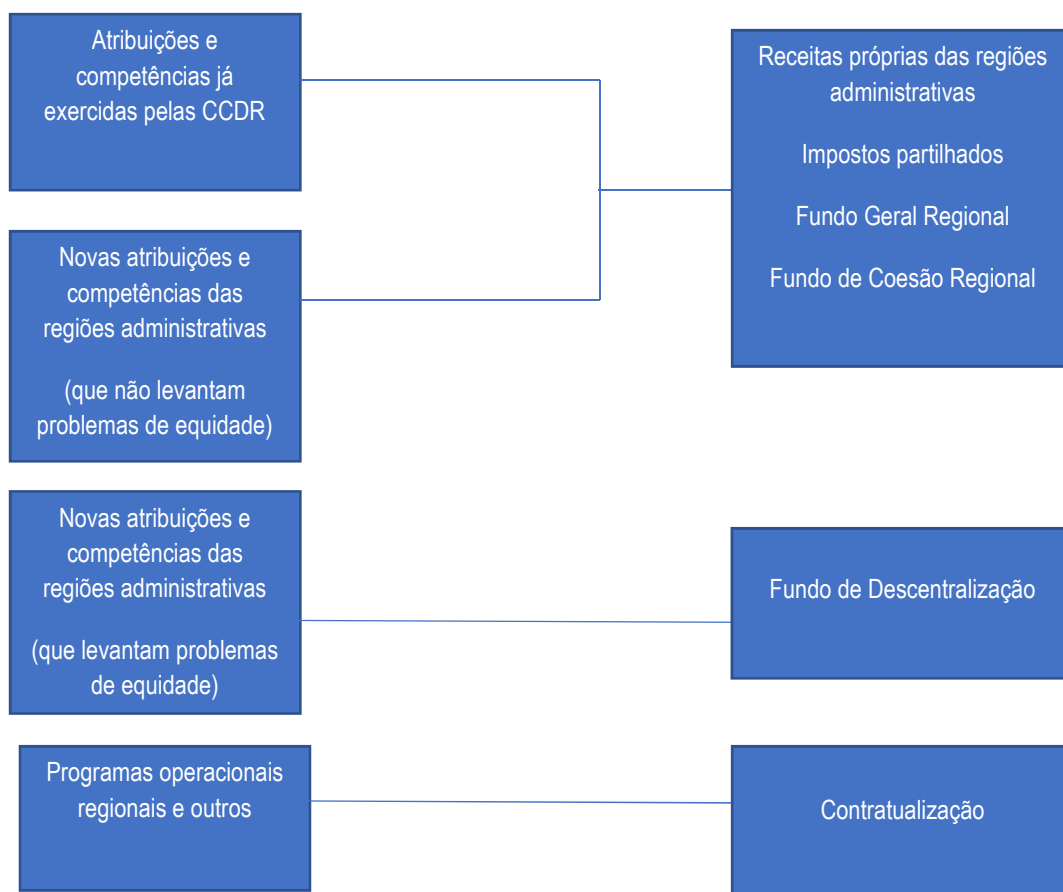 Atribuições e
competências já
exercidas pelas CCDR
Novas atribuições e
competências das
regiões administrativas
(que não levantam
problemas de equidade)
Novas atribuições e
competências das
regiões administrativas
(que levantam problemas
de equidade)
Programas operacionais
regionais e outros
Receitas próprias das regiões
administrativas
Impostos partilhados
Fundo Geral Regional
Fundo de Coesão Regional
Fundo de Descentralização
Contratualização